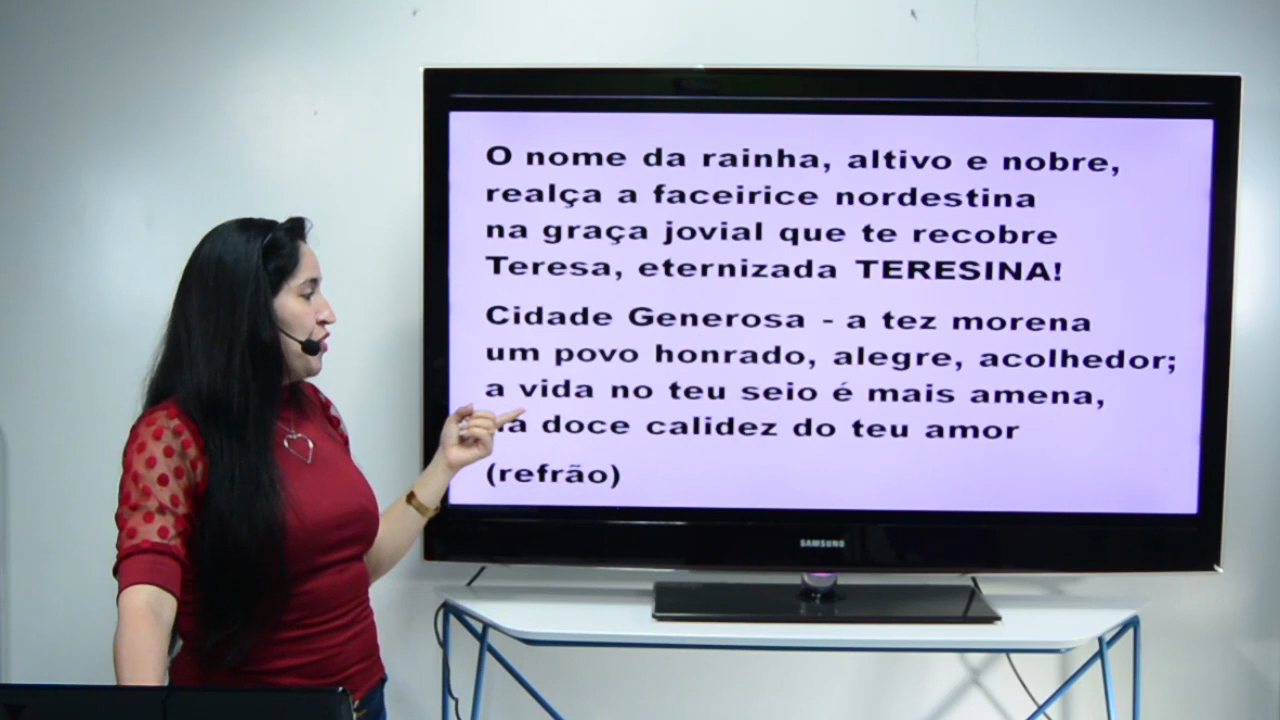 O nome da rainha, altivo e nobre,
realça a faceirice nordestina
na graça jovial que te recobre
Teresa, eternizada TERESINA!
Cidade Generosa - a tez morena
um povo honrado, alegre, acolhedor;
a vida no teu seio é mais amena,
na doce calidez do teu amor
(refrão)
SAMSUNG